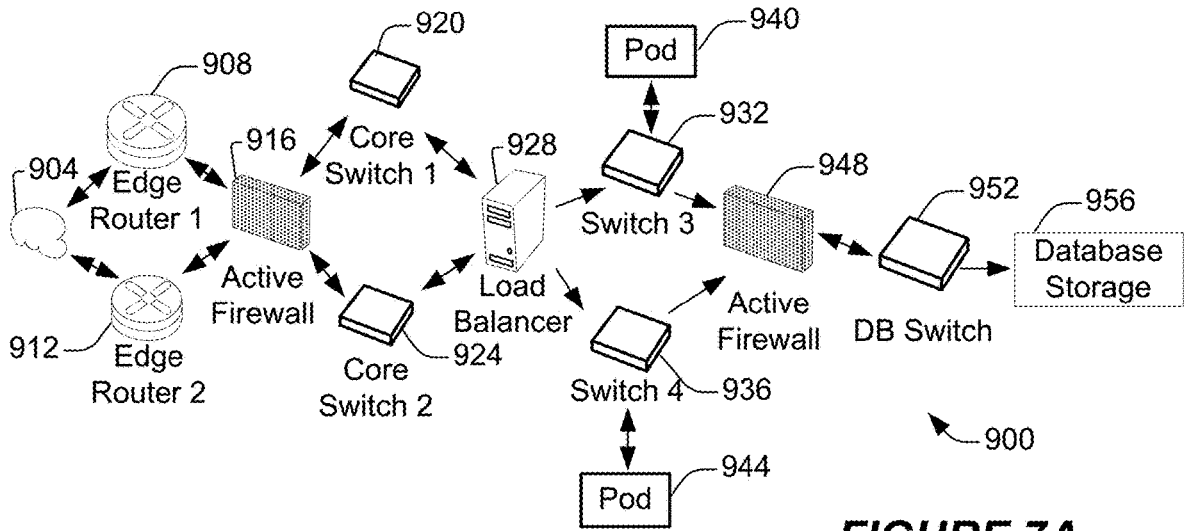 920
940
Pod
908
916
932
928
948
904
Core
Switch 1
952
956
Edge
Router 1
Switch 3
Database
Storage
Active
Firewall
Load
Balancer
Active
Firewall
DB Switch
912
Edge
Router 2
924
Core
Switch 2
Switch 4
936
900
944
Pod
FIGURE 7A